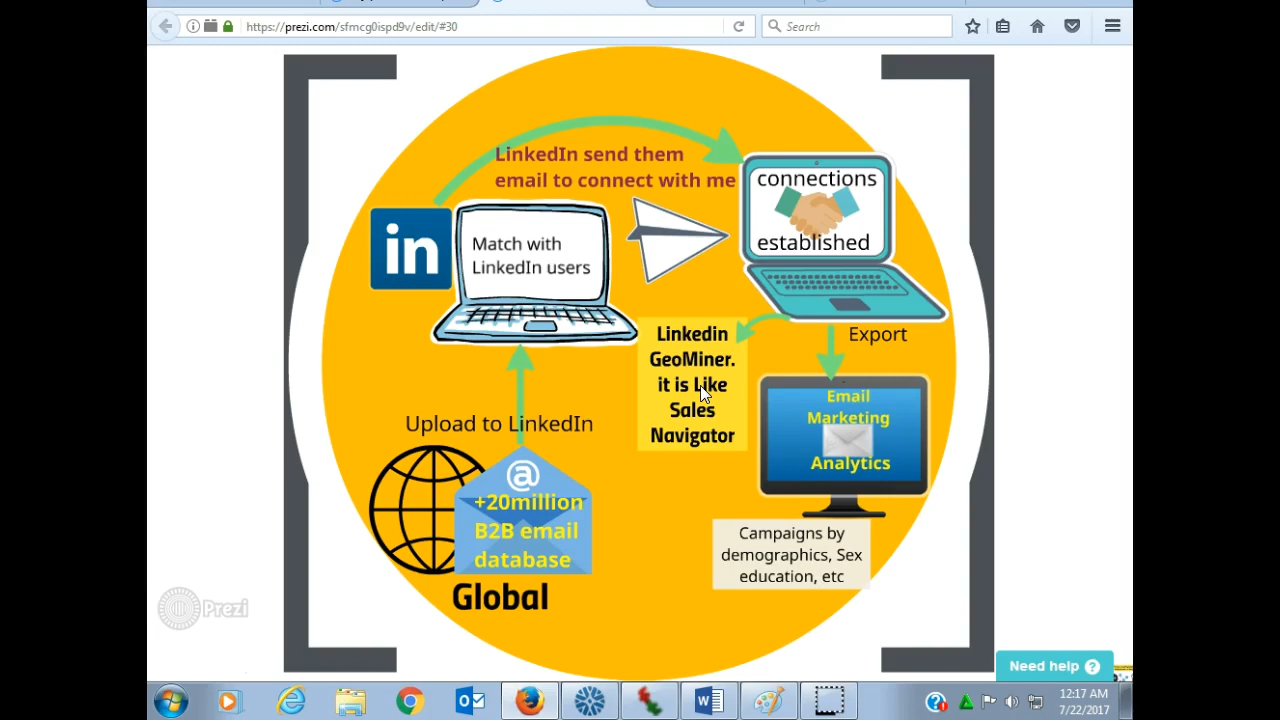 https://prezi.com/sfmcg0ispd9v/edit/#30
Search
LinkedIn send them
email to connect with me
in
Match with
LinkedIn users
connections
established
Linkedin
GeoMiner.
it is Like
Sales
Navigator
Export
Email
Marketing
Analytics
Upload to LinkedIn
@
+20million
B2B email
database
Global
Campaigns by
demographics, Sex
education, etc
Prezi
Need help ?
12:17 AM
7/22/2017